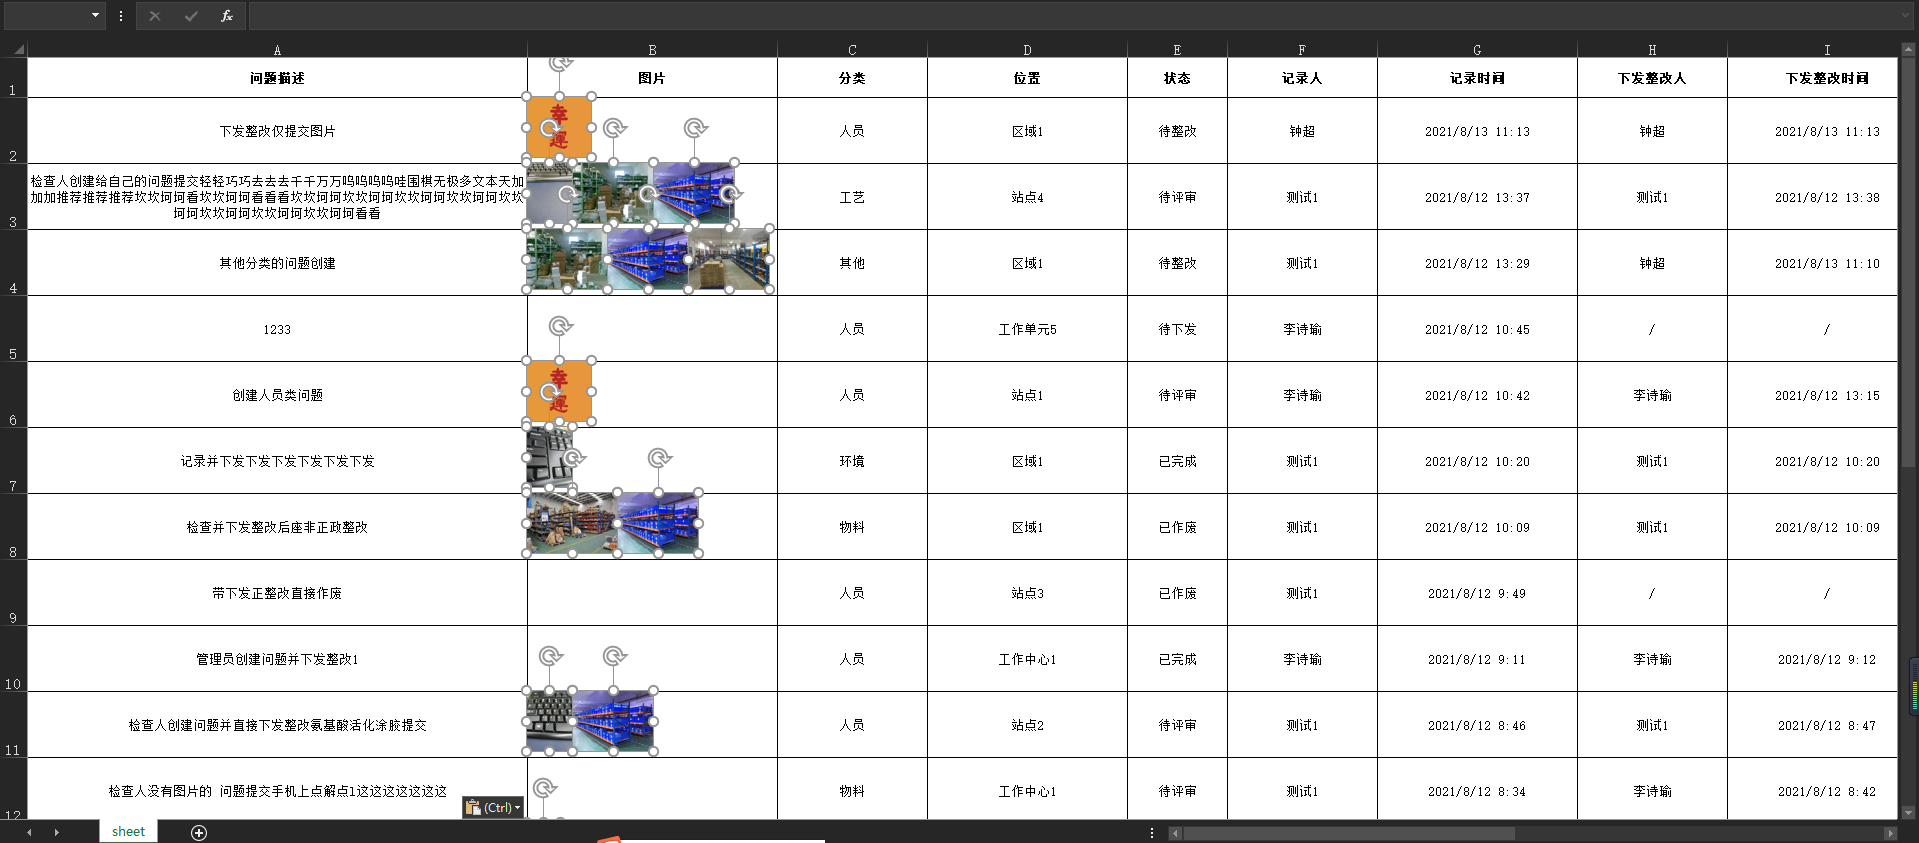 fx
A B C D E F G H I
1 问题描述 图片 分类 位置 状态 记录人 记录时间 下发整改人 下发整改时间
2 下发整改仅提交图片 幸運 人员 区域1 待整改 钟超 2021/8/13 11:13 钟超 2021/8/13 11:13
检查人创建给自己的问题提交轻轻巧巧去去去千千万万呜呜呜呜哇围棋无极多文本天加
加加推荐推荐推荐坎坎坷坷看坎坎坷坷看看看坎坎坷坷坎坎坷坷坎坎坷坷坎坎坷坷坎坎
3 坷坷坎坎坷坷坎坎坷坷坎坎坷坷看看 工艺 站点4 待评审 测试1 2021/8/12 13:37 测试1 2021/8/12 13:38
4 其他分类的问题创建 其他 区域1 待整改 测试1 2021/8/12 13:29 钟超 2021/8/13 11:10
5 1233 人员 工作单元5 待下发 李诗瑜 2021/8/12 10:45 / /
6 创建人员类问题 幸運 人员 站点1 待评审 李诗瑜 2021/8/12 10:42 李诗瑜 2021/8/12 13:15
7 记录并下发下发下发下发下发下发 环境 区域1 已完成 测试1 2021/8/12 10:20 测试1 2021/8/12 10:20
8 检查并下发整改后座非正政整改 物料 区域1 已作废 测试1 2021/8/12 10:09 测试1 2021/8/12 10:09
9 带下发正整改直接作废 人员 站点3 已作废 测试1 2021/8/12 9:49 / /
10 管理员创建问题并下发整改1 人员 工作中心1 已完成 李诗瑜 2021/8/12 9:11 李诗瑜 2021/8/12 9:12
11 检查人创建问题并直接下发整改氨基酸活化涂胶提交 人员 站点2 待评审 测试1 2021/8/12 8:46 测试1 2021/8/12 8:47
12 检查人没有图片的 问题提交手机上点解点1这这这这这这这 物料 工作中心1 待评审 测试1 2021/8/12 8:34 李诗瑜 2021/8/12 8:42
(Ctrl)
sheet